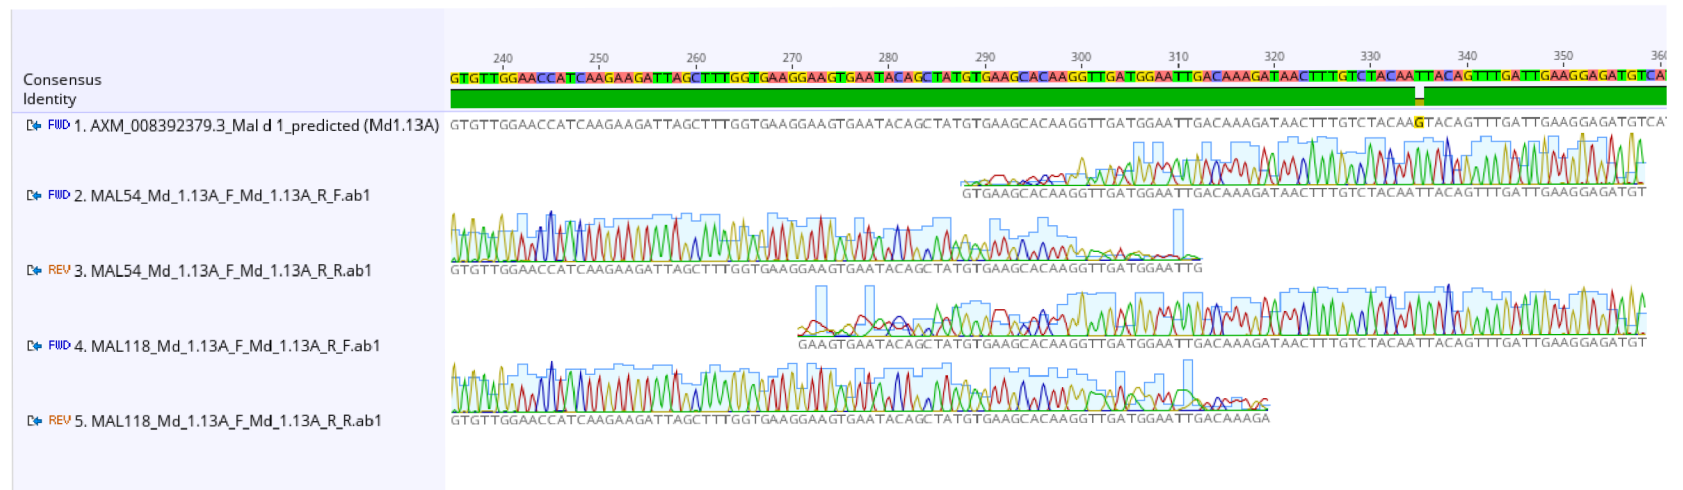 240 250 260 270 280 290 300 310 320 330 340 350 360
Consensus GTGTTGGAACCATCAAGAAGATTAGCTTTGGTGAAGGAAGTGAATACAGCTATGTGAAGCACAAGGTTGATGGAATTGACAAAGATAACTTTGTCTACAATTACAGTTTGATTGAAGGAGATGTCA
Identity
FWD 1. AXM_008392379.3_Mal d 1_predicted (Md1.13A) GTGTTGGAACCATCAAGAAGATTAGCTTTGGTGAAGGAAGTGAATACAGCTATGTGAAGCACAAGGTTGATGGAATTGACAAAGATAACTTTGTCTACAAGTACAGTTTGATTGAAGGAGATGTCA
FWD 2. MAL54_Md_1.13A_F_Md_1.13A_R_F.ab1 GTGAAGCACAAGGTTGATGGAATTGACAAAGATAACTTTGTCTACAATTACAGTTTGATTGAAGGAGATGT
REV 3. MAL54_Md_1.13A_F_Md_1.13A_R_R.ab1 GTGTTGGAACCATCAAGAAGATTAGCTTTGGTGAAGGAAGTGAATACAGCTATGTGAAGCACAAGGTTGATGGAATTG
FWD 4. MAL118_Md_1.13A_F_Md_1.13A_R_F.ab1 GAAGTGAATACAGCTATGTGAAGCACAAGGTTGATGGAATTGACAAAGATAACTTTGTCTACAATTACAGTTTGATTGAAGGAGATGT
REV 5. MAL118_Md_1.13A_F_Md_1.13A_R_R.ab1 GTGTTGGAACCATCAAGAAGATTAGCTTTGGTGAAGGAAGTGAATACAGCTATGTGAAGCACAAGGTTGATGGAATTGACAAAGA